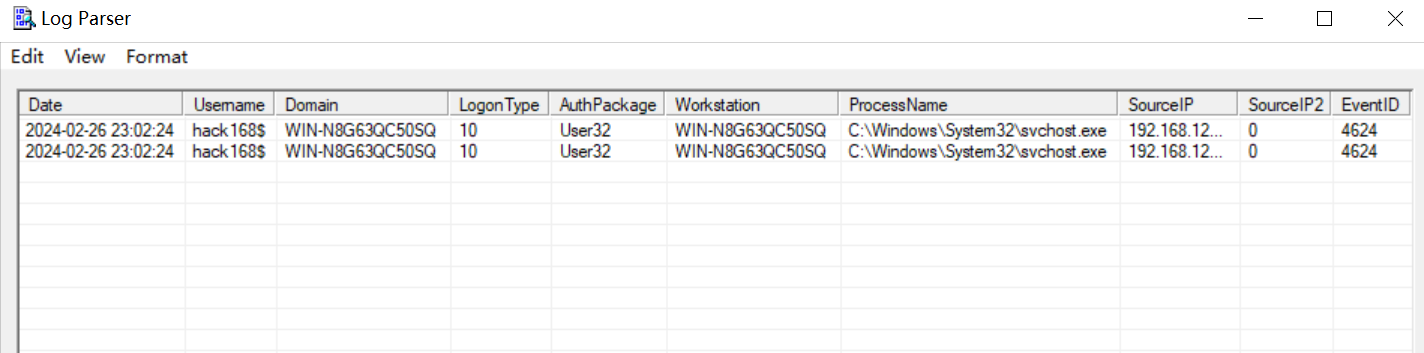 Log Parser
Edit View Format
Date Username Domain LogonType AuthPackage Workstation ProcessName SourceIP SourceIP2 EventID
2024-02-26 23:02:24 hack168$ WIN-N8G63QC50SQ 10 User32 WIN-N8G63QC50SQ C:\Windows\System32\svchost.exe 192.168.12... 0 4624
2024-02-26 23:02:24 hack168$ WIN-N8G63QC50SQ 10 User32 WIN-N8G63QC50SQ C:\Windows\System32\svchost.exe 192.168.12... 0 4624